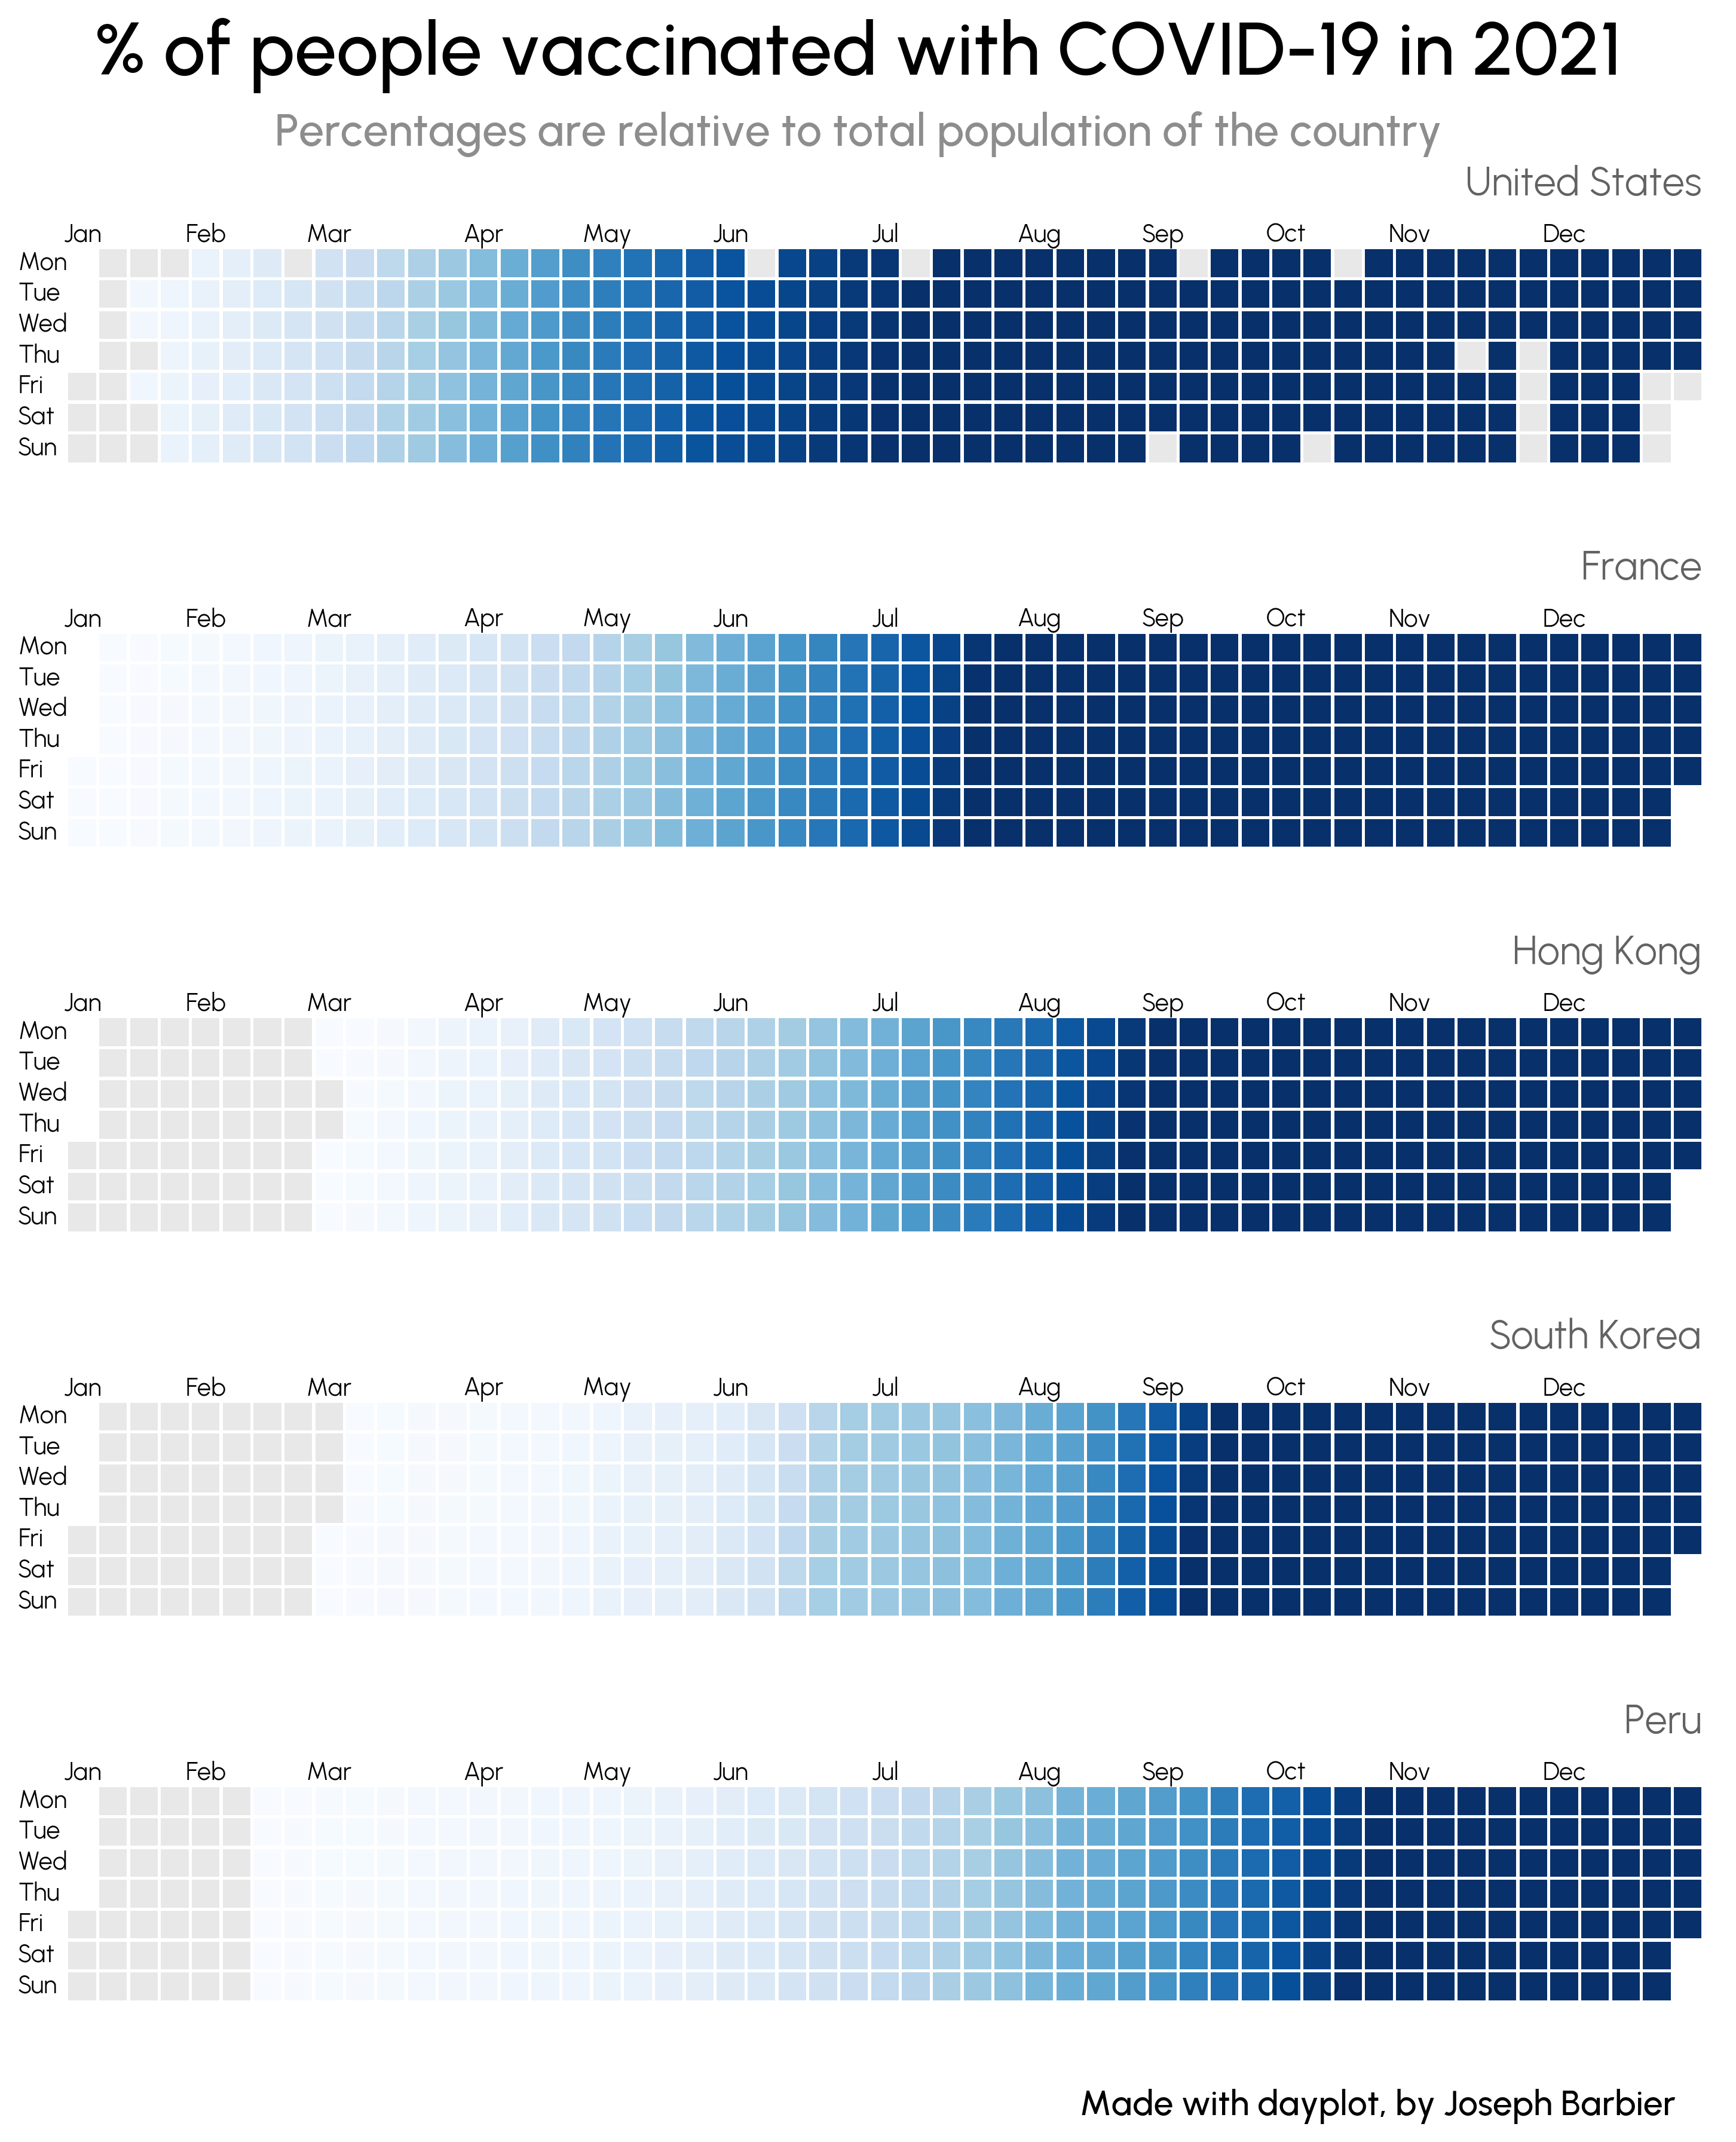 % of people vaccinated with COVID-19 in 2021
Percentages are relative to total population of the country
United States
Jan Feb Mar Apr May Jun Jul Aug Sep Oct Nov Dec
Mon
Tue
Wed
Thu
Fri
Sat
Sun
France
Jan Feb Mar Apr May Jun Jul Aug Sep Oct Nov Dec
Mon
Tue
Wed
Thu
Fri
Sat
Sun
Hong Kong
Jan Feb Mar Apr May Jun Jul Aug Sep Oct Nov Dec
Mon
Tue
Wed
Thu
Fri
Sat
Sun
South Korea
Jan Feb Mar Apr May Jun Jul Aug Sep Oct Nov Dec
Mon
Tue
Wed
Thu
Fri
Sat
Sun
Peru
Jan Feb Mar Apr May Jun Jul Aug Sep Oct Nov Dec
Mon
Tue
Wed
Thu
Fri
Sat
Sun
Made with dayplot, by Joseph Barbier